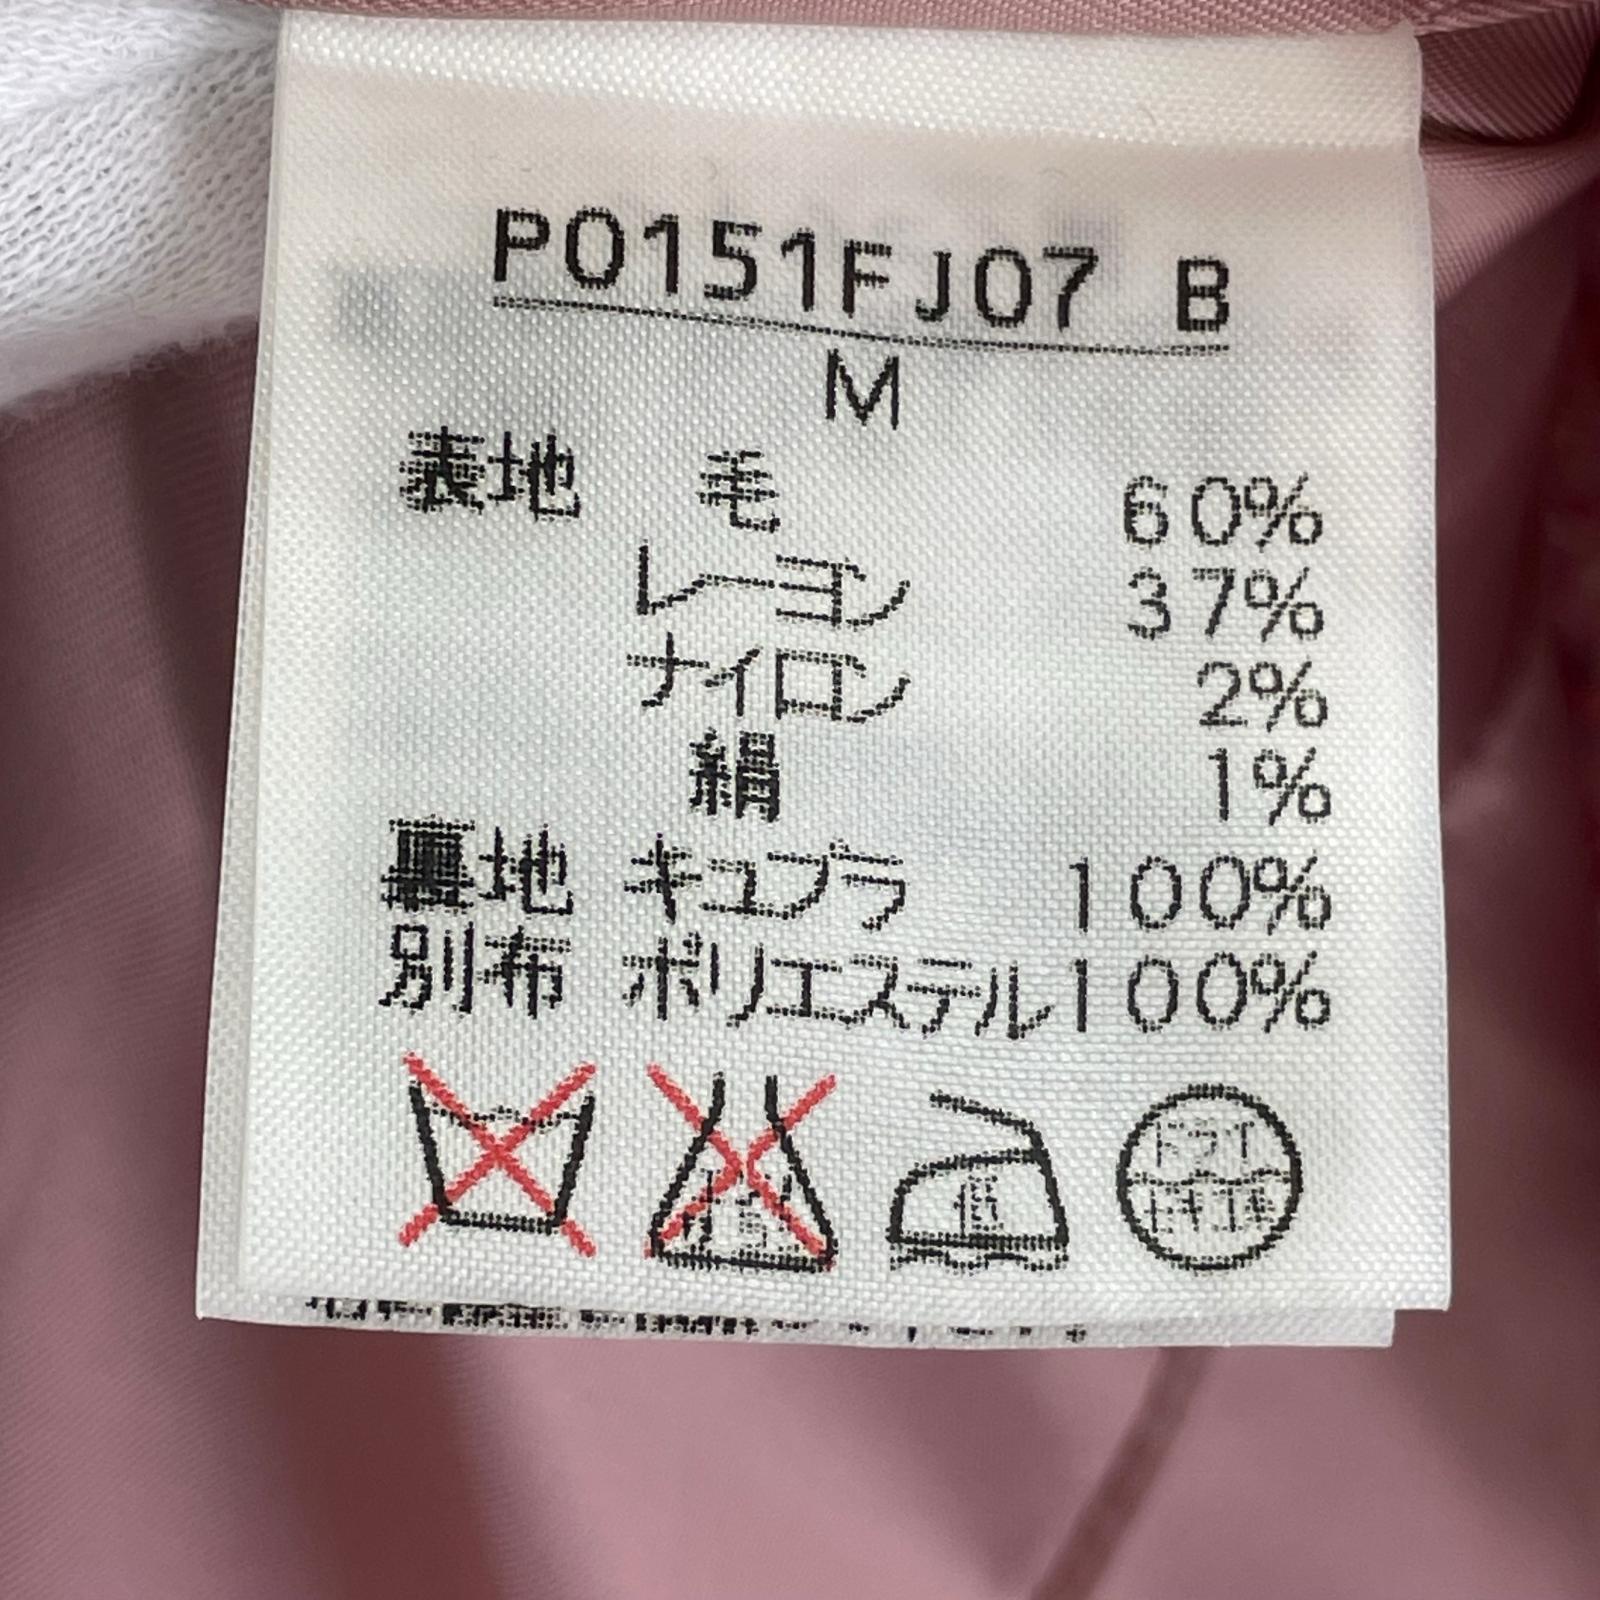 P0151FJ07 B
M
表地 毛 60%
レーヨン 37%
ナイロン 2%
絹 1%
裏地 キュプラ 100%
別布 ポリエステル100%
中
ドライ